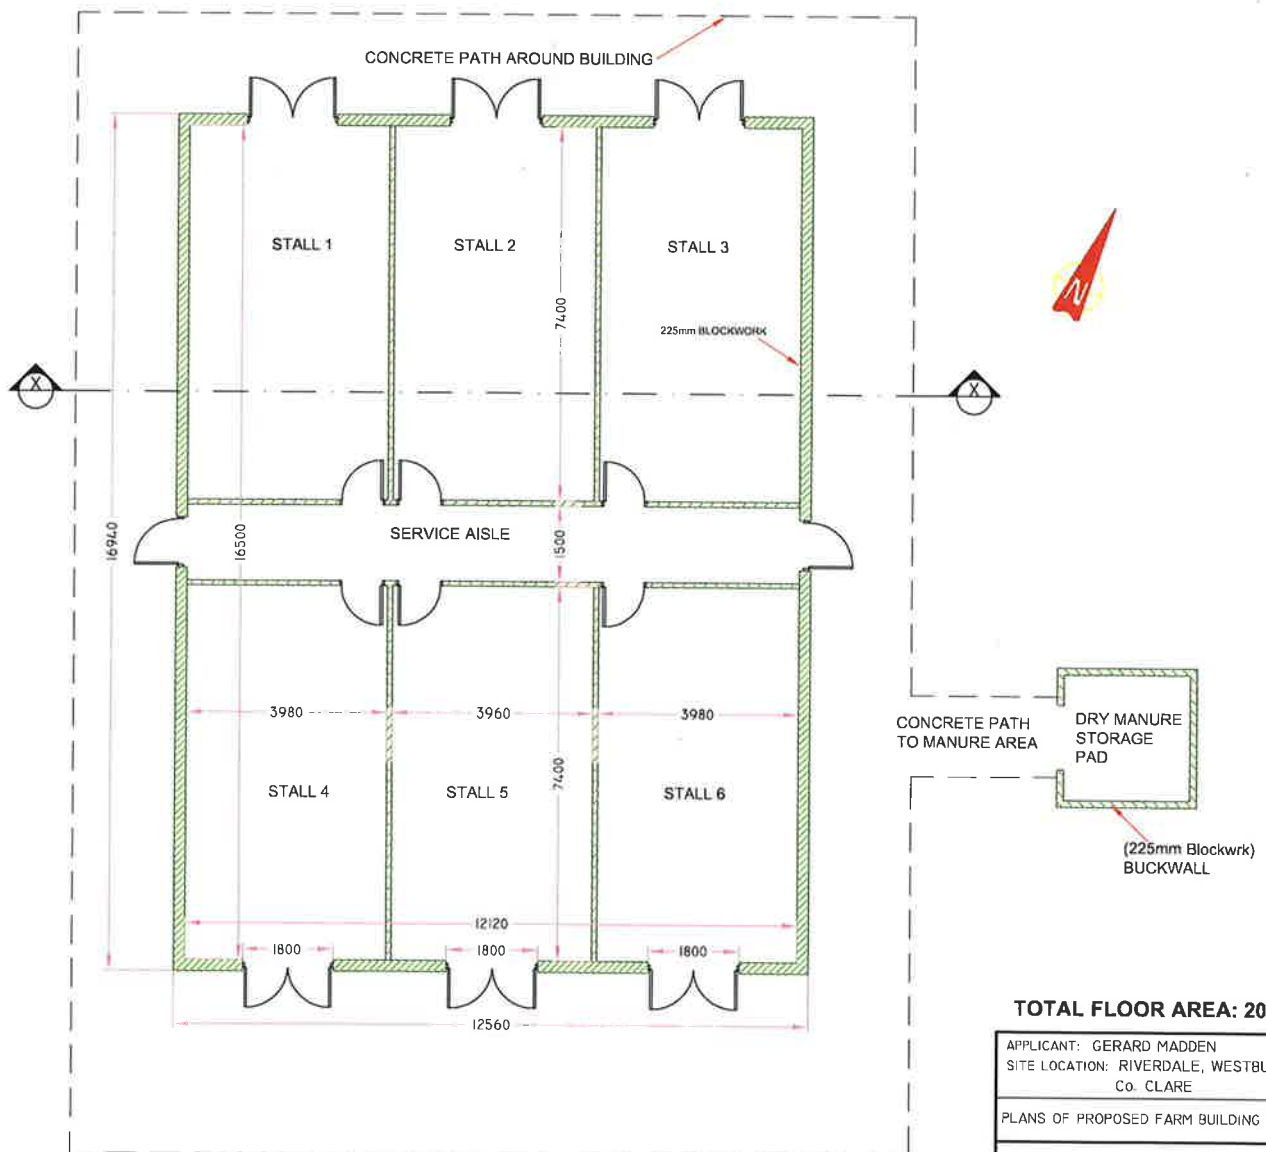 CONCRETE PATH AROUND BUILDING
STALL 1
STALL 2
STALL 3
7400
225mm BLOCKWORK
N
X
X
16940
16500
SERVICE AISLE
1500
3980
3960
3980
7400
STALL 4
STALL 5
STALL 6
CONCRETE PATH
TO MANURE AREA
DRY MANURE
STORAGE
PAD
(225mm Blockwrk)
BUCKWALL
12120
1800
1800
1800
12560
TOTAL FLOOR AREA: 20
APPLICANT: GERARD MADDEN
SITE LOCATION: RIVERDALE, WESTBU
Co. CLARE
PLANS OF PROPOSED FARM BUILDING